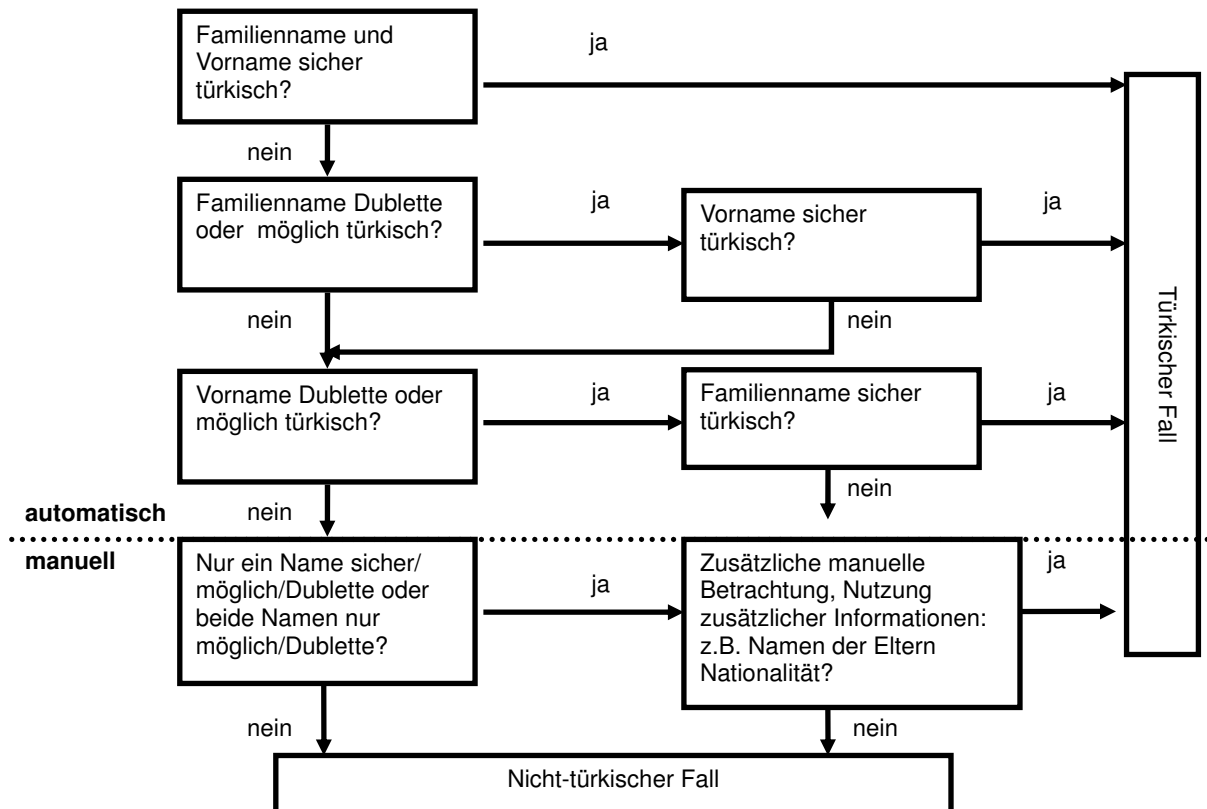 Familienname und
Vorname sicher
türkisch?
ja
nein
Familienname Dublette
oder möglich türkisch?
ja
Vorname sicher
türkisch?
ja
nein
nein
Vorname Dublette oder
möglich türkisch?
ja
Familienname sicher
türkisch?
ja
Türkischer Fall
nein
nein
automatisch
manuell
Nur ein Name sicher/
möglich/Dublette oder
beide Namen nur
möglich/Dublette?
ja
Zusätzliche manuelle
Betrachtung, Nutzung
zusätzlicher Informationen:
z.B. Namen der Eltern
Nationalität?
ja
nein
nein
Nicht-türkischer Fall